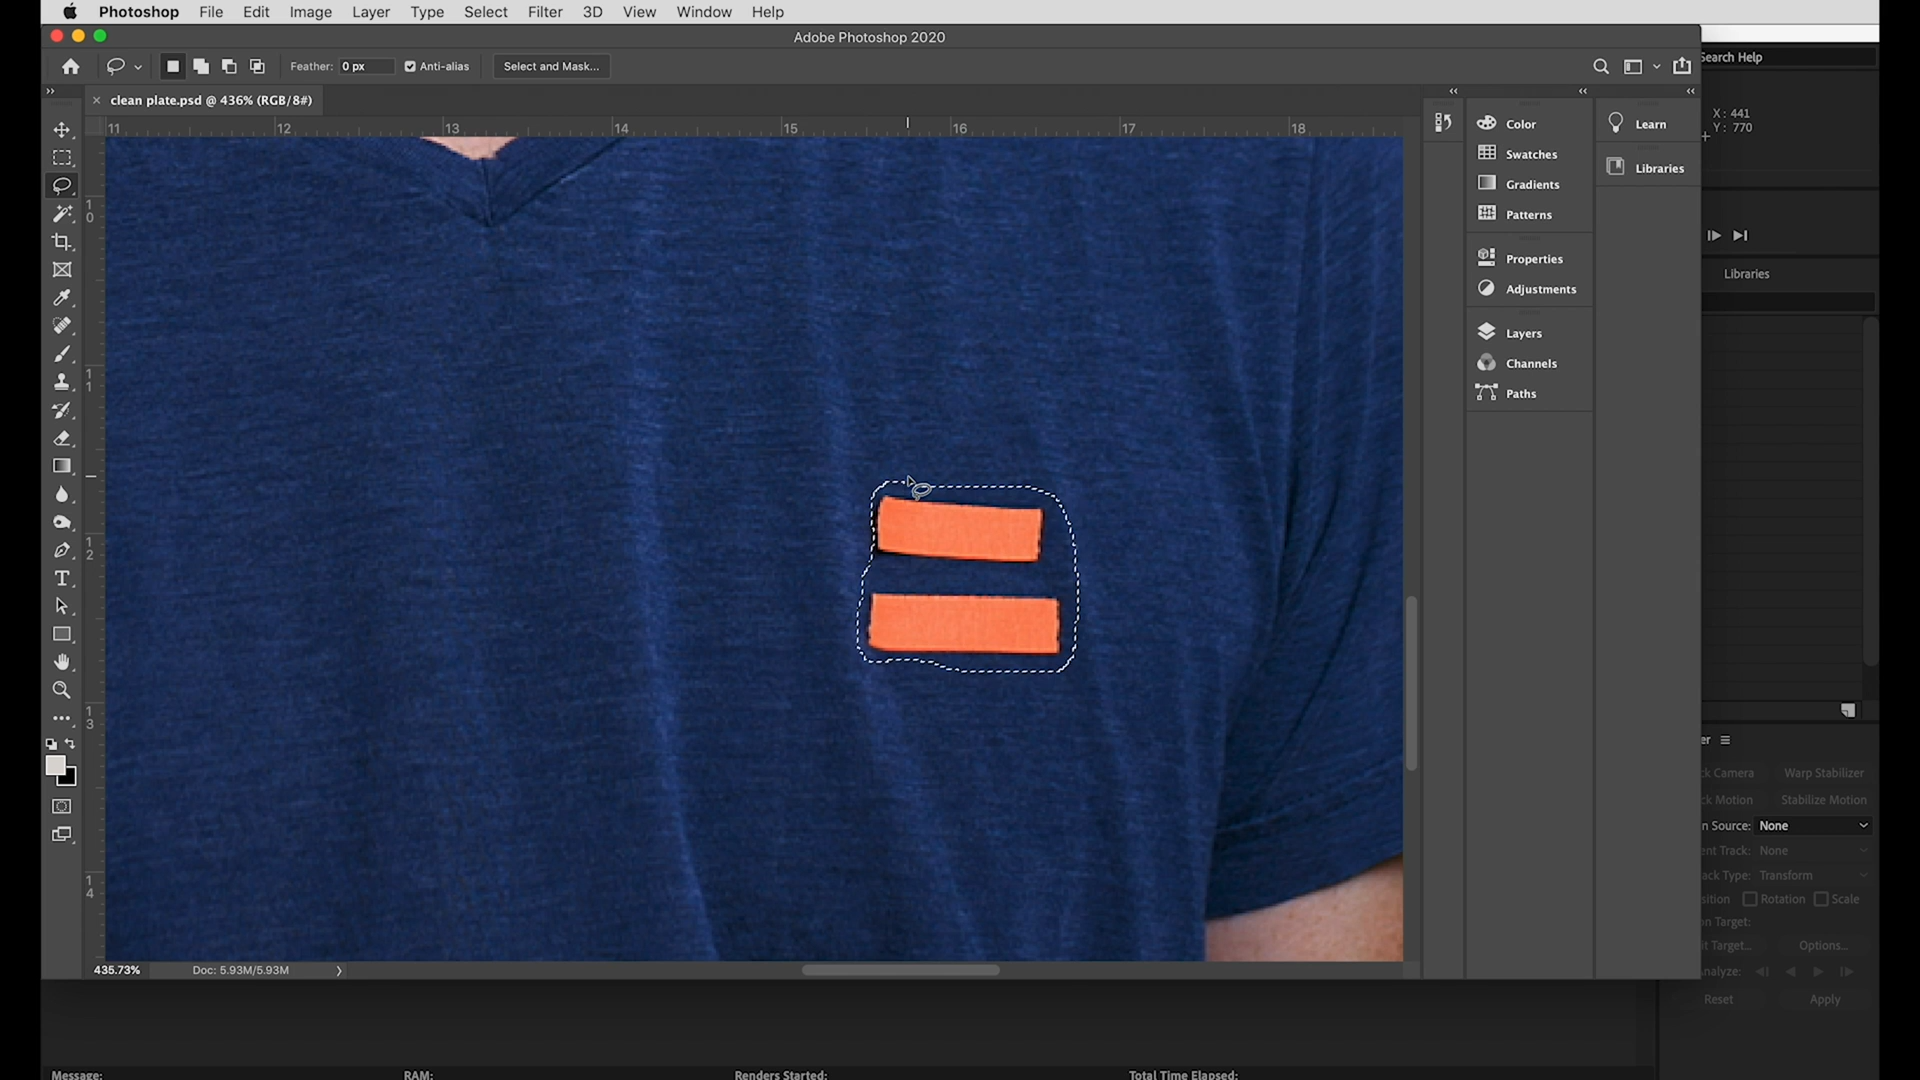 Photoshop File Edit Image Layer Type Select Filter 3D View Window Help
Adobe Photoshop 2020
Feather: 0 px Anti-alias Select and Mask...
Search Help
clean plate.psd @ 436% (RGB/8#)
X: 441
Y: 770
11 12 13 14 15 16 17 18
10
11
12
13
14
Color
Swatches
Gradients
Patterns
Properties
Adjustments
Layers
Channels
Paths
Learn
Libraries
Libraries
er
ck Camera Warp Stabilizer
ck Motion Stabilize Motion
n Source: None
ent Track: None
ack Type: Transform
sition Rotation Scale
on Target:
it Target... Options...
nalyze:
Reset Apply
435.73% Doc: 5.93M/5.93M
Message: RAM: Renders Started: Total Time Elapsed: